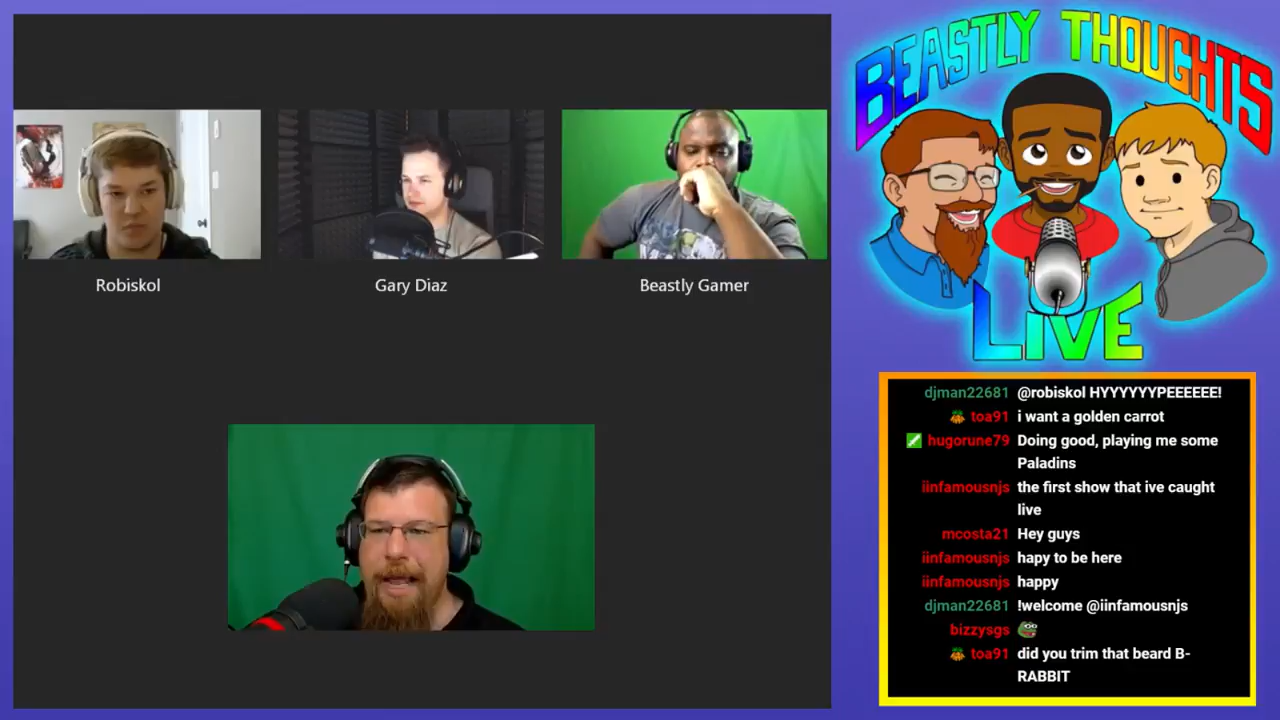 BEASTLY THOUGHTS
LIVE
Robiskol
Gary Diaz
Beastly Gamer
djman22681 @robiskol HYYYYYYPEEEEEE!
toa91 i want a golden carrot
hugorune79 Doing good, playing me some
Paladins
iinfamousnjs the first show that ive caught
live
mcosta21 Hey guys
iinfamousnjs hapy to be here
iinfamousnjs happy
djman22681 !welcome @iinfamousnjs
bizzysgs
toa91 did you trim that beard B-
RABBIT